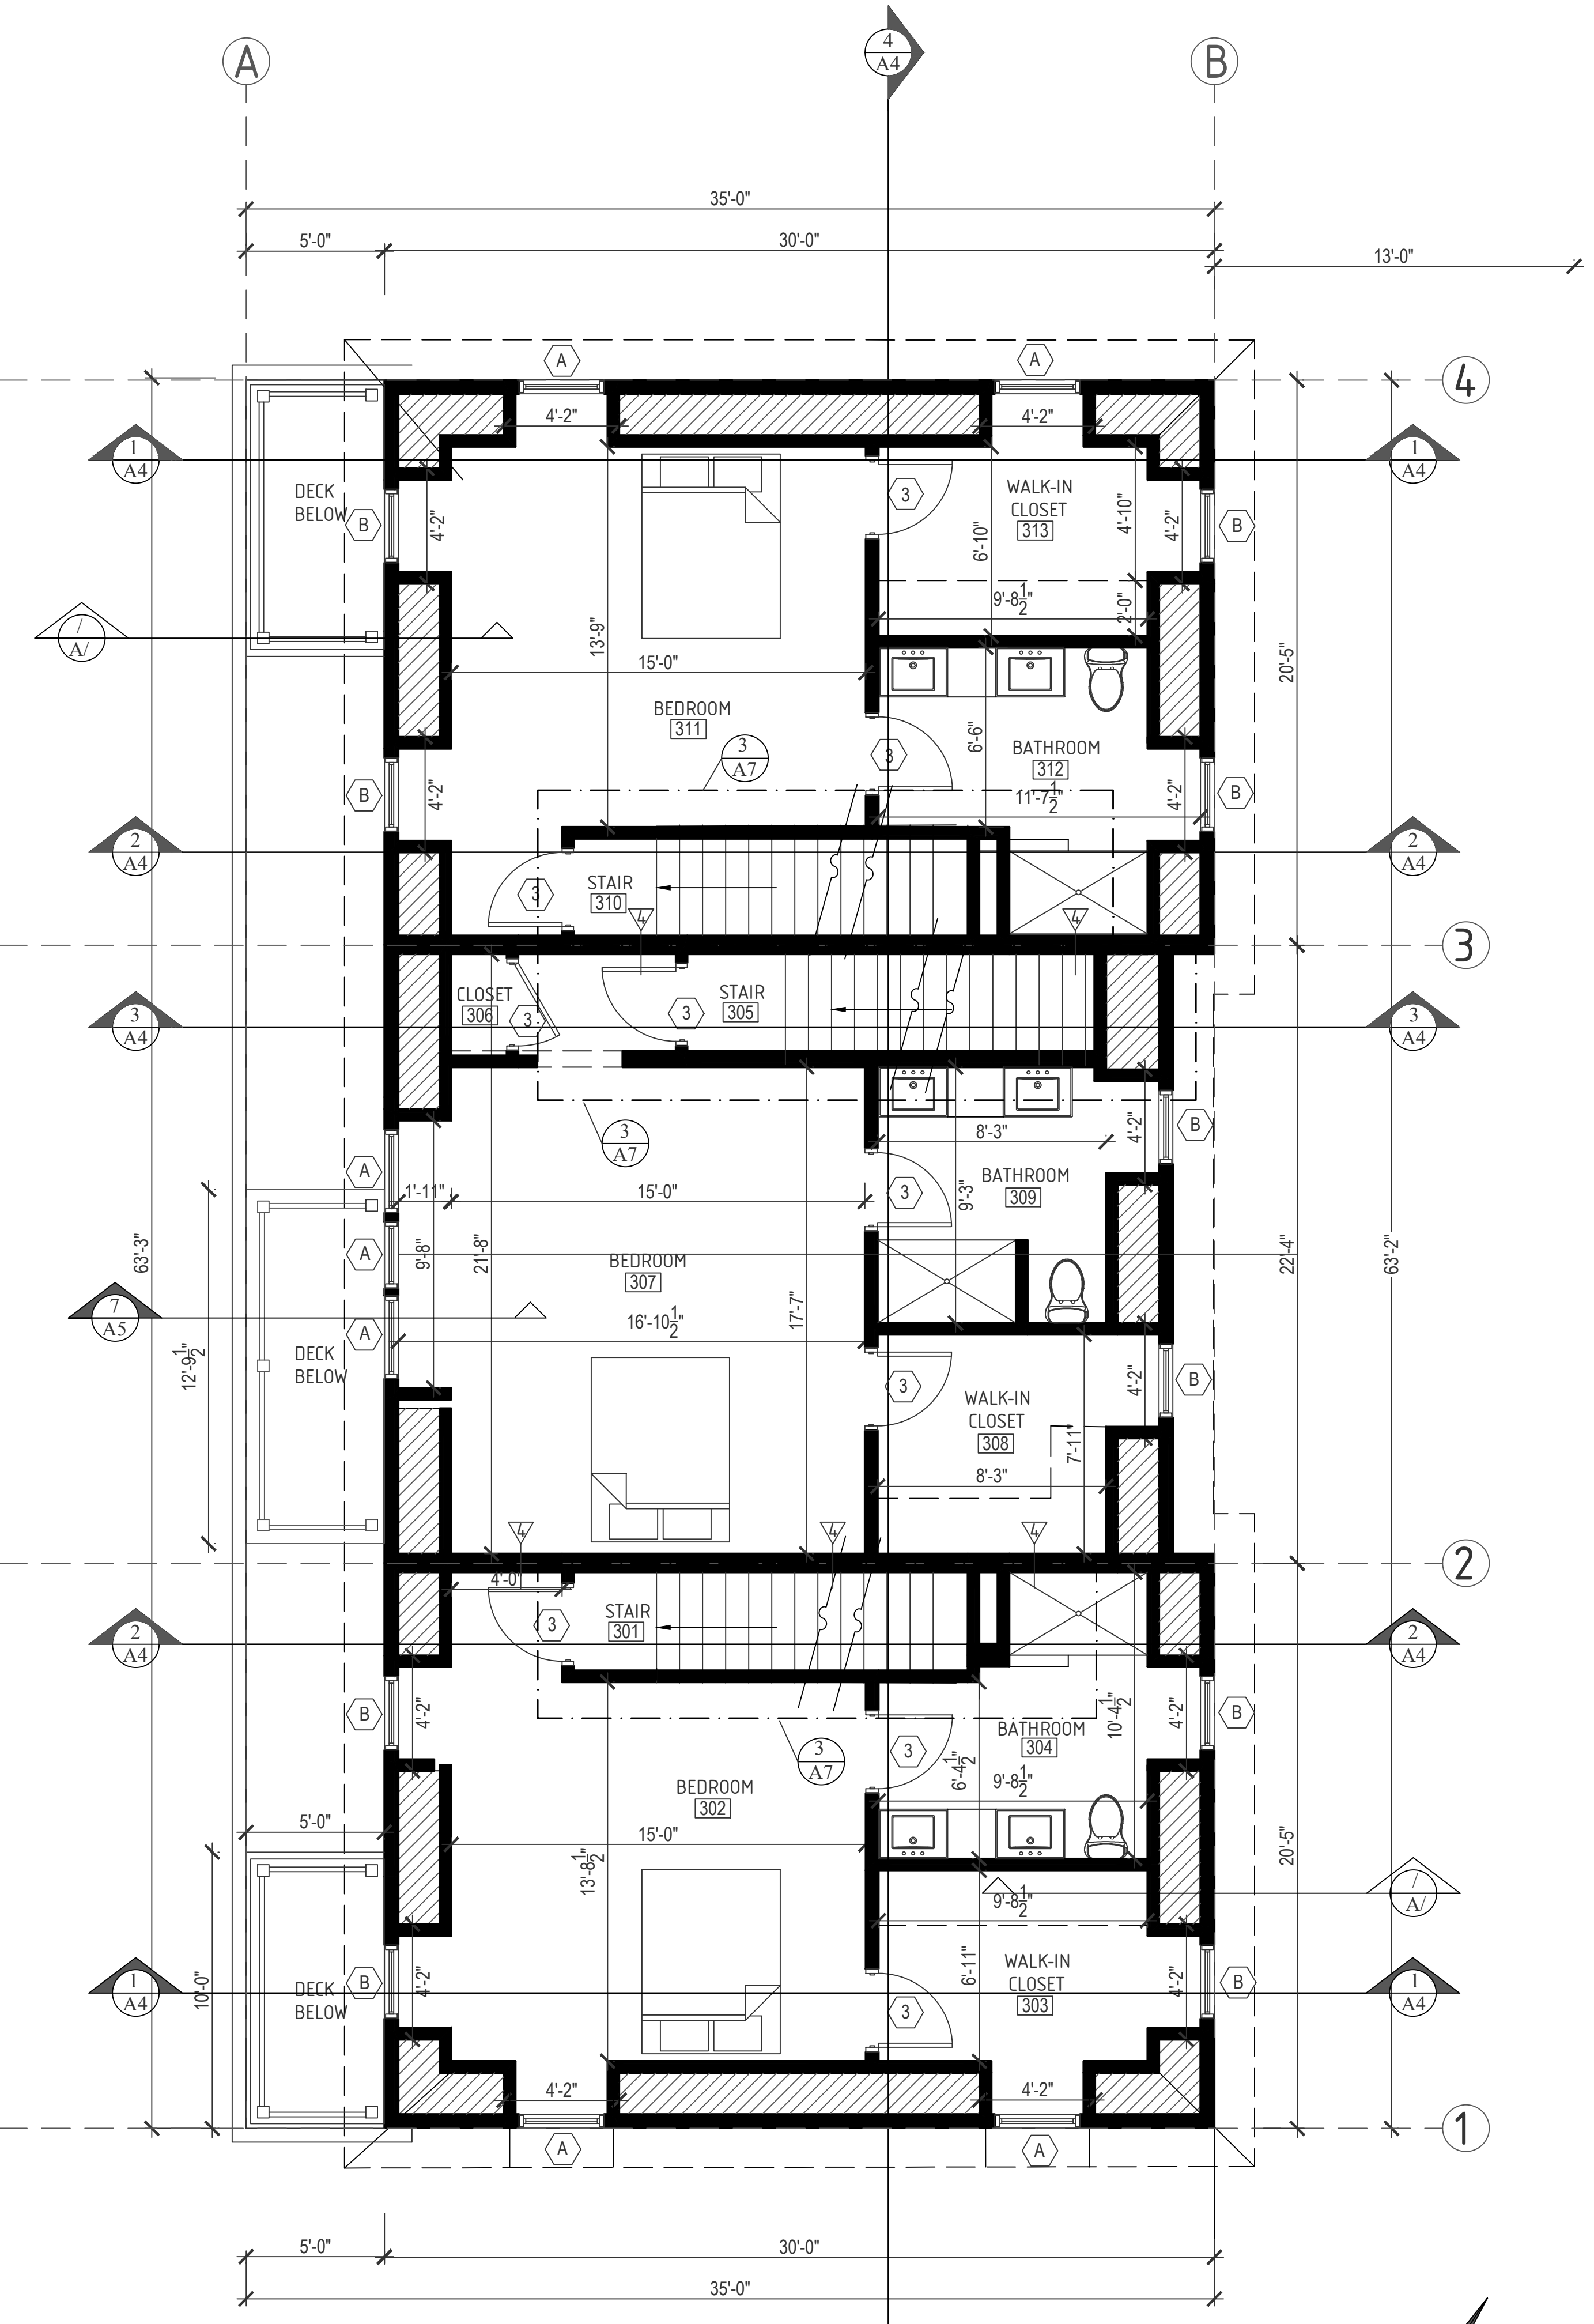 4
A4
A
B
35'-0"
5'-0"
30'-0"
13'-0"
A
A
4
4'-2"
4'-2"
1
A4
1
A4
DECK
BELOW
B
4'-2"
3
WALK-IN
CLOSET
313
6'-10"
4'-10"
4'-2"
B
9'-8 1/2"
2'-0"
/
A/
13'-9"
15'-0"
20'-5"
BEDROOM
311
3
A7
3
6'-6"
BATHROOM
312
11'-7 1/2"
B
4'-2"
4'-2"
B
2
A4
2
A4
3
STAIR
310
4
4
3
CLOSET
306
3
3
STAIR
305
3
A4
3
A4
3
A7
8'-3"
4'-2"
B
A
1'-11"
15'-0"
3
BATHROOM
309
9'-3"
63'-3"
A
9'-8"
21'-8"
BEDROOM
307
22'-4"
63'-2"
7
A5
A
16'-10 1/2"
17'-7"
12'-9 1/2"
DECK
BELOW
3
WALK-IN
CLOSET
308
7'-11"
4'-2"
B
8'-3"
4
4
4
2
4'-0"
3
STAIR
301
2
A4
2
A4
B
4'-2"
3
A7
3
BATHROOM
304
10'-4 1/2"
4'-2"
B
6'-4 1/2"
9'-8 1/2"
BEDROOM
302
5'-0"
15'-0"
13'-8 1/2"
20'-5"
9'-8 1/2"
/
A/
1
A4
10'-0"
DECK
BELOW
B
4'-2"
3
6'-11"
WALK-IN
CLOSET
303
4'-2"
B
1
A4
4'-2"
4'-2"
A
A
1
5'-0"
30'-0"
35'-0"